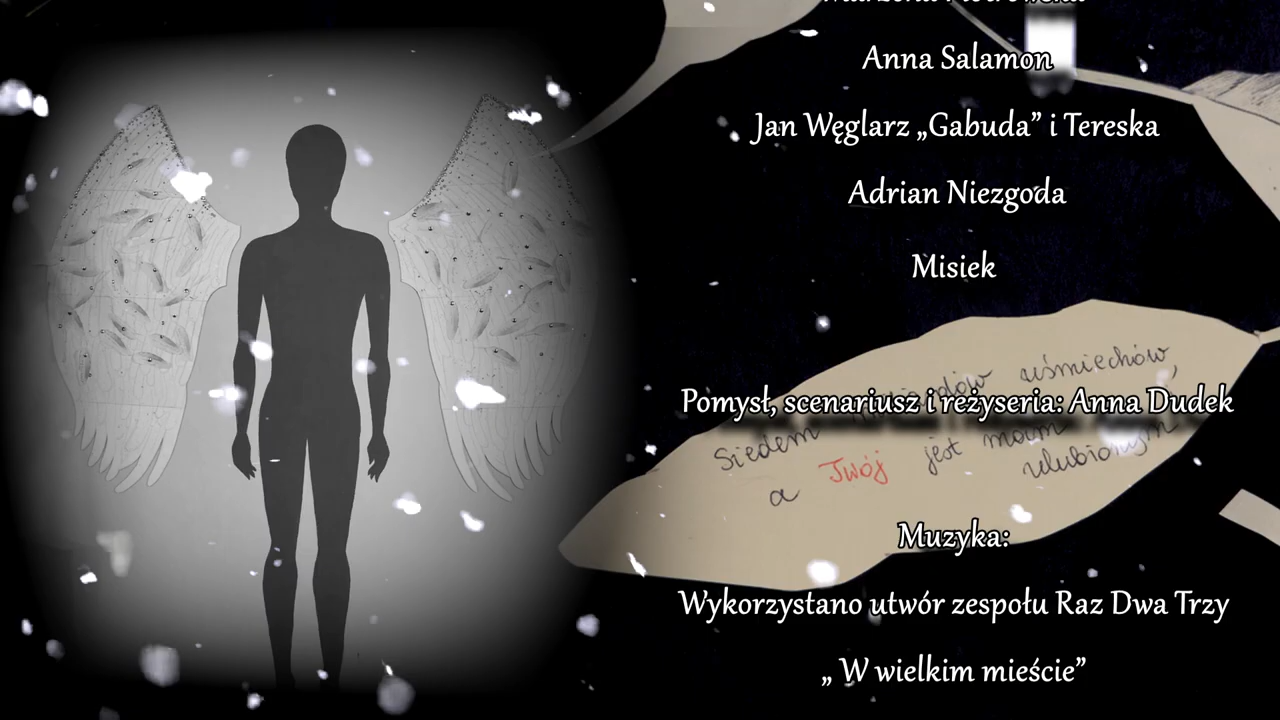 Anna Salamon
Jan Węglarz „Gabuda” i Tereska
Adrian Niezgoda
Misiek
Pomysł, scenariusz i reżyseria: Anna Dudek
uśmiechów,
Siedem
a Twój jest moim
ulubionym
Muzyka:
Wykorzystano utwór zespołu Raz Dwa Trzy
„ W wielkim mieście”